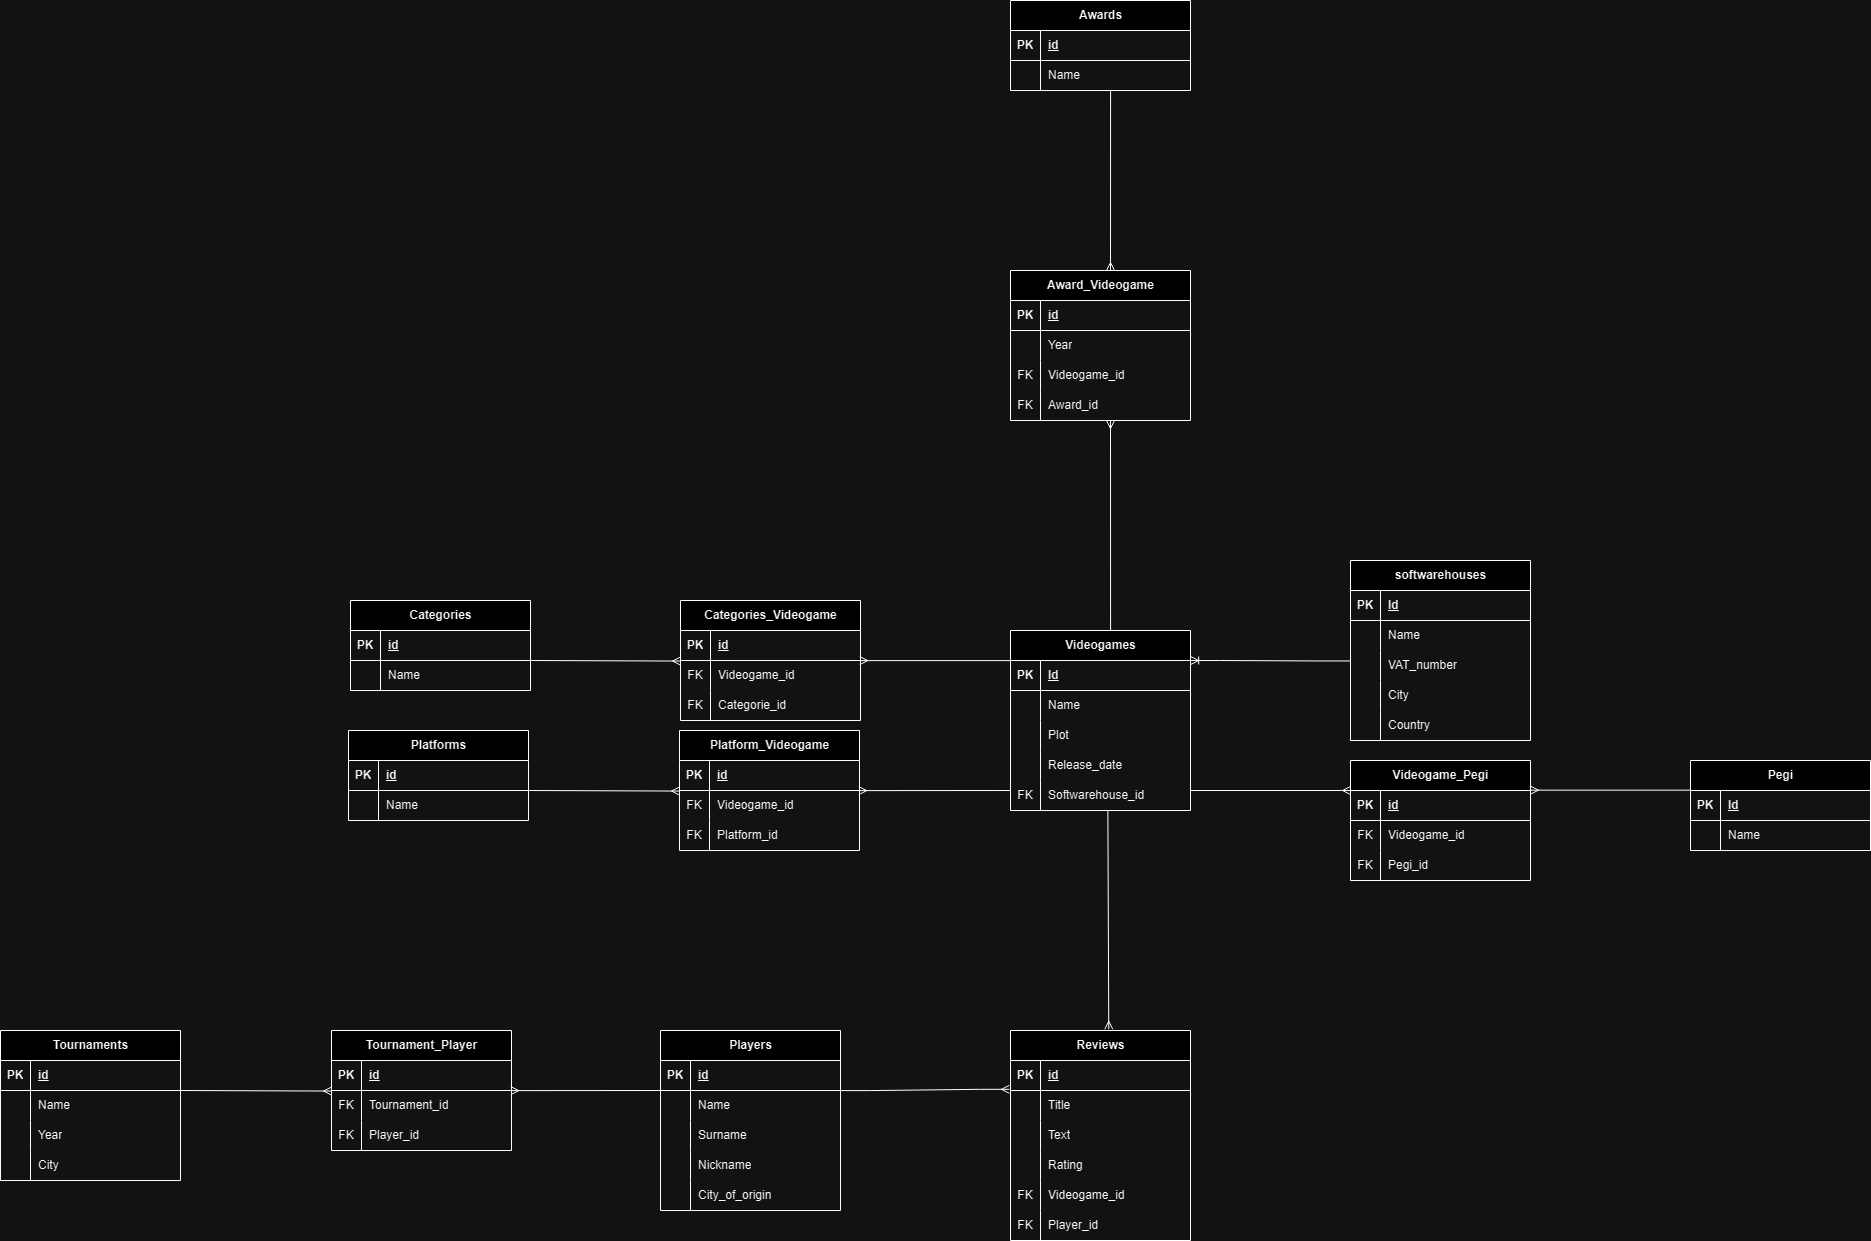 Awards
PK id
Name
Award_Videogame
PK id
Year
FK Videogame_id
FK Award_id
Categories
PK id
Name
Categories_Videogame
PK id
FK Videogame_id
FK Categorie_id
Videogames
PK Id
Name
Plot
Release_date
FK Softwarehouse_id
softwarehouses
PK Id
Name
VAT_number
City
Country
Platforms
PK id
Name
Platform_Videogame
PK id
FK Videogame_id
FK Platform_id
Videogame_Pegi
PK id
FK Videogame_id
FK Pegi_id
Pegi
PK Id
Name
Tournaments
PK id
Name
Year
City
Tournament_Player
PK id
FK Tournament_id
FK Player_id
Players
PK id
Name
Surname
Nickname
City_of_origin
Reviews
PK id
Title
Text
Rating
FK Videogame_id
FK Player_id